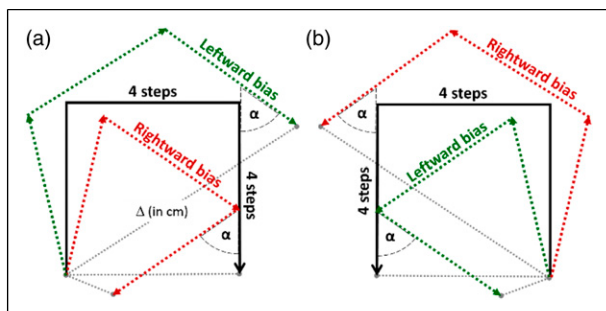 (a)
Leftward bias
4 steps
α
Rightward bias
4 steps
Δ (in cm)
α
(b)
Rightward bias
4 steps
α
Leftward bias
4 steps
α